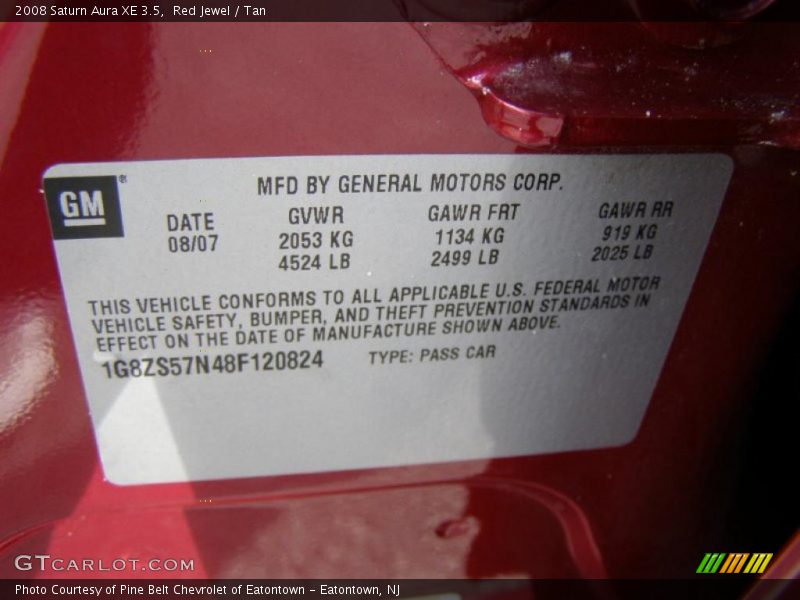 2008 Saturn Aura XE 3.5,  Red Jewel / Tan
GM®
MFD BY GENERAL MOTORS CORP.
DATE GVWR GAWR FRT GAWR RR
08/07 2053 KG 1134 KG 919 KG
4524 LB 2499 LB 2025 LB
THIS VEHICLE CONFORMS TO ALL APPLICABLE U.S. FEDERAL MOTOR
VEHICLE SAFETY, BUMPER, AND THEFT PREVENTION STANDARDS IN
EFFECT ON THE DATE OF MANUFACTURE SHOWN ABOVE.
1G8ZS57N48F120824 TYPE: PASS CAR
GTCARLOT.COM
Photo Courtesy of Pine Belt Chevrolet of Eatontown – Eatontown, NJ